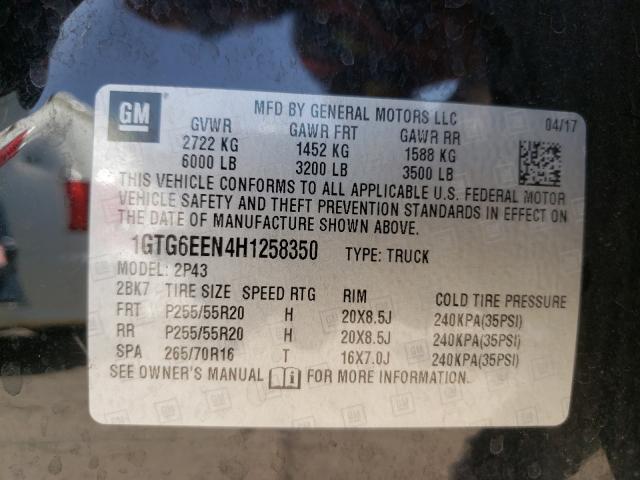 GM
MFD BY GENERAL MOTORS LLC
04/17
GVWR GAWR FRT GAWR RR
2722 KG 1452 KG 1588 KG
6000 LB 3200 LB 3500 LB
THIS VEHICLE CONFORMS TO ALL APPLICABLE U.S. FEDERAL MOTOR
VEHICLE SAFETY AND THEFT PREVENTION STANDARDS IN EFFECT ON
THE DATE OF MANUFACTURE SHOWN ABOVE.
1GTG6EEN4H1258350 TYPE: TRUCK
MODEL: 2P43
2BK7 TIRE SIZE SPEED RTG RIM COLD TIRE PRESSURE
FRT P255/55R20 H 20X8.5J 240KPA(35PSI)
RR P255/55R20 H 20X8.5J 240KPA(35PSI)
SPA 265/70R16 T 16X7.0J 240KPA(35PSI)
SEE OWNER'S MANUAL FOR MORE INFORMATION.